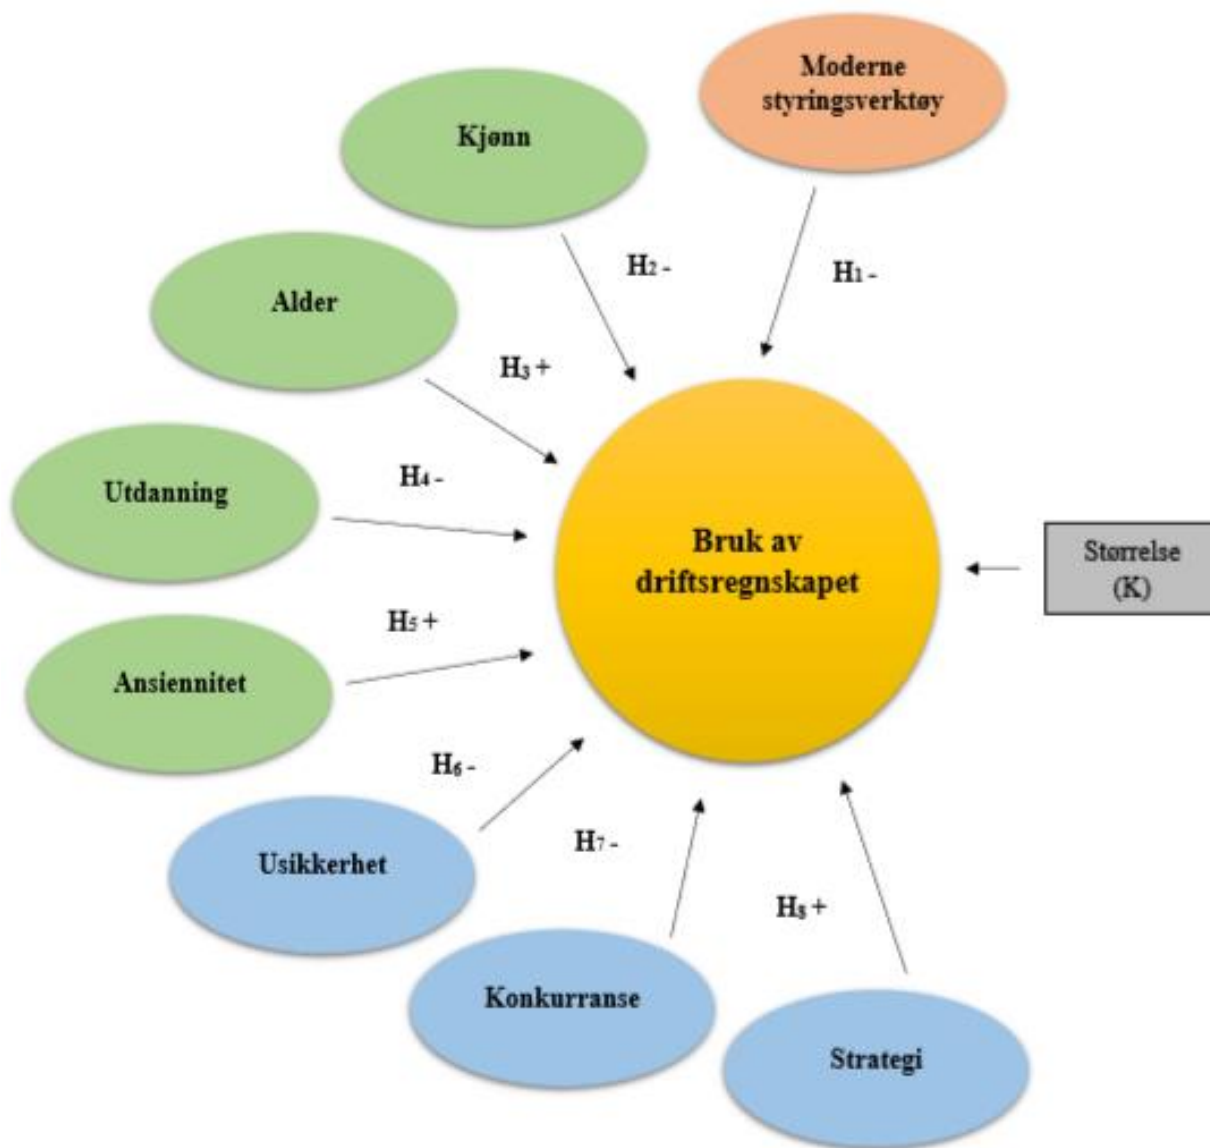 Moderne
styringsverktøy
Kjønn
H2 -
H1 -
Alder
H3 +
Utdanning
H4 -
Bruk av
driftsregnskapet
Størrelse
(K)
H5 +
Ansiennitet
H6 -
Usikkerhet
H7 -
H8 +
Konkurranse
Strategi